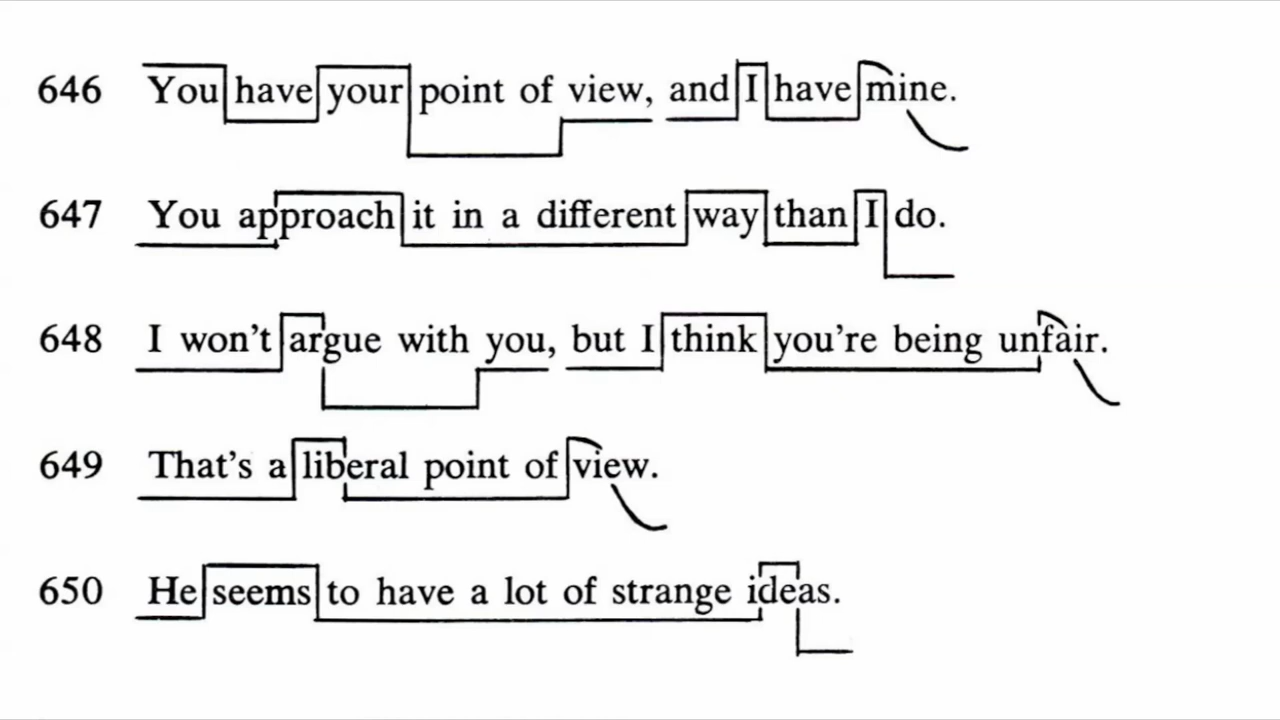 646 You have your point of view, and I have mine.
647 You approach it in a different way than I do.
648 I won't argue with you, but I think you're being unfair.
649 That's a liberal point of view.
650 He seems to have a lot of strange ideas.